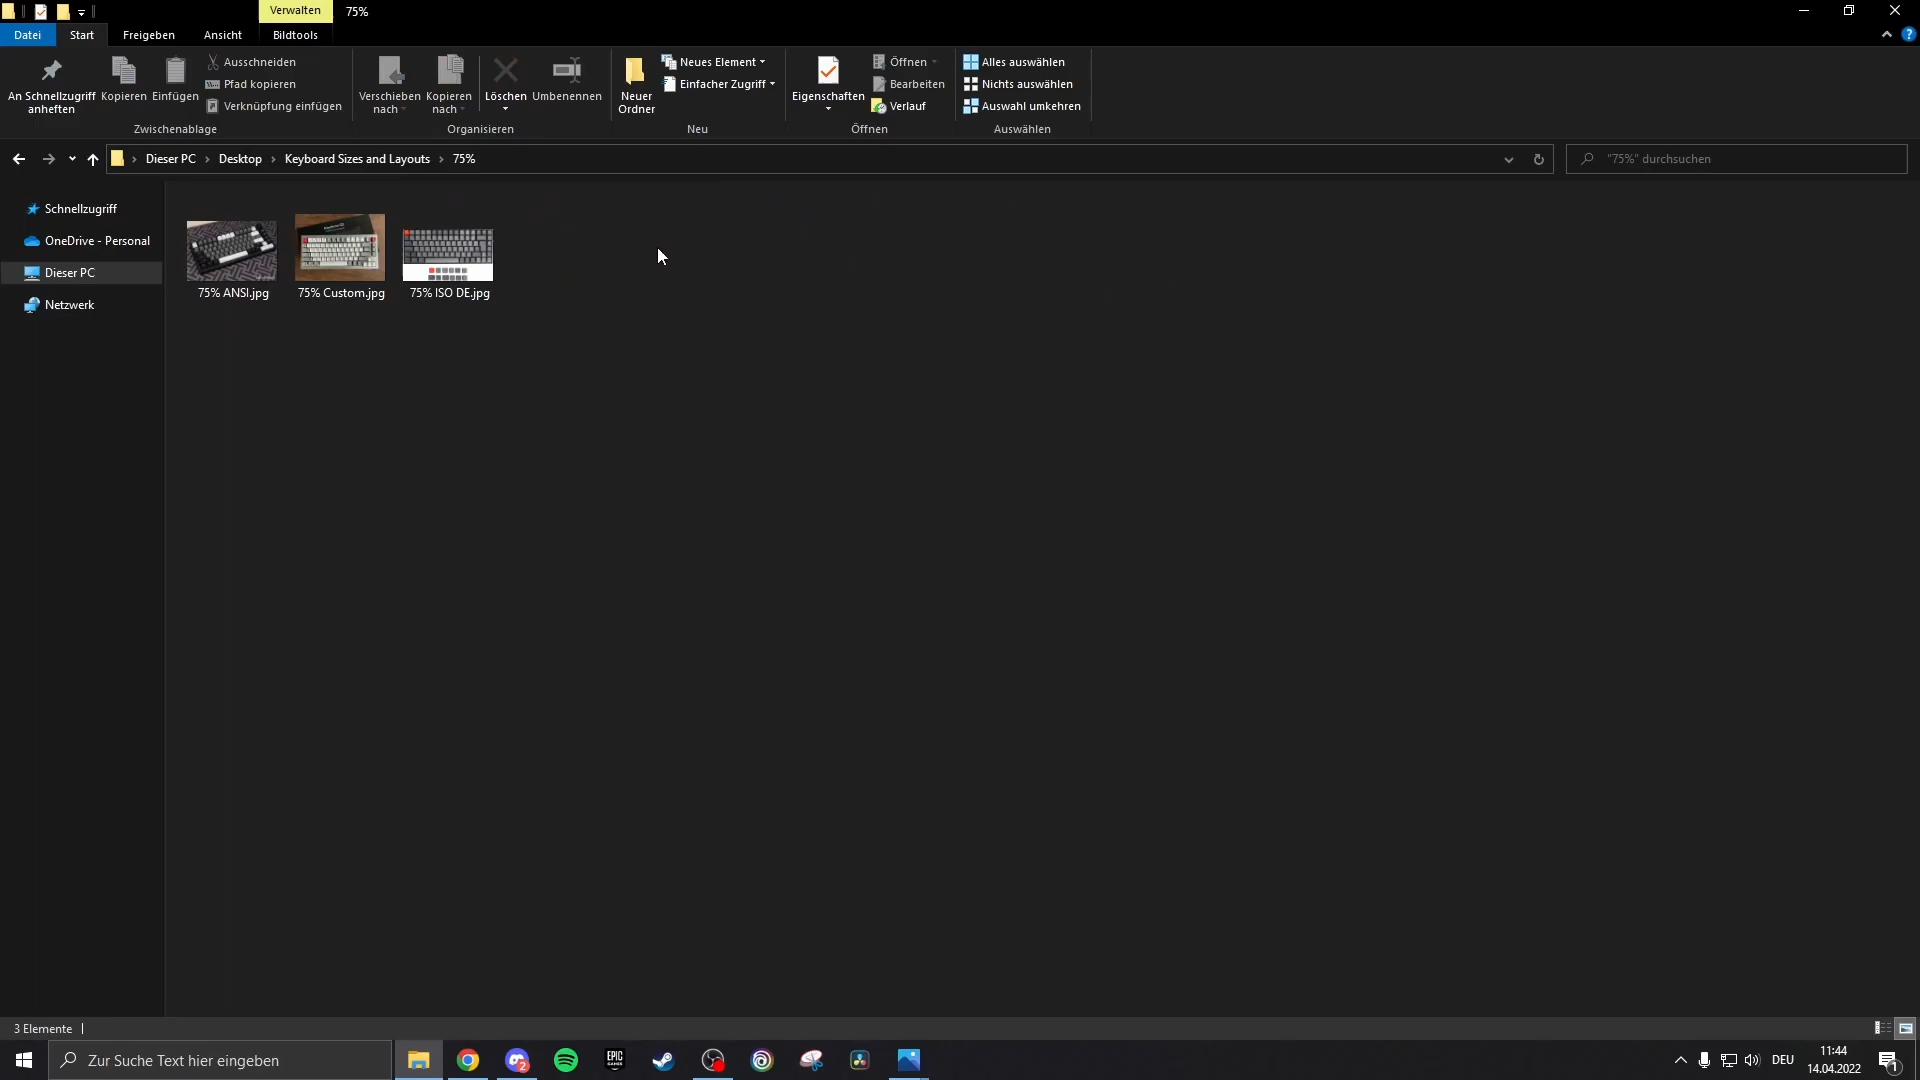 Verwalten
75%
Datei
Start
Freigeben
Ansicht
Bildtools
An Schnellzugriff
anheften
Kopieren
Einfügen
Ausschneiden
Pfad kopieren
Verknüpfung einfügen
Zwischenablage
Verschieben
nach
Kopieren
nach
Löschen
Umbenennen
Organisieren
Neuer
Ordner
Neues Element
Einfacher Zugriff
Neu
Eigenschaften
Öffnen
Bearbeiten
Verlauf
Öffnen
Alles auswählen
Nichts auswählen
Auswahl umkehren
Auswählen
Dieser PC
Desktop
Keyboard Sizes and Layouts
75%
"75%" durchsuchen
Schnellzugriff
OneDrive - Personal
Dieser PC
Netzwerk
75% ANSI.jpg
75% Custom.jpg
75% ISO DE.jpg
3 Elemente
Zur Suche Text hier eingeben
2
EPIC
GAMES
DEU
11:44
14.04.2022
1